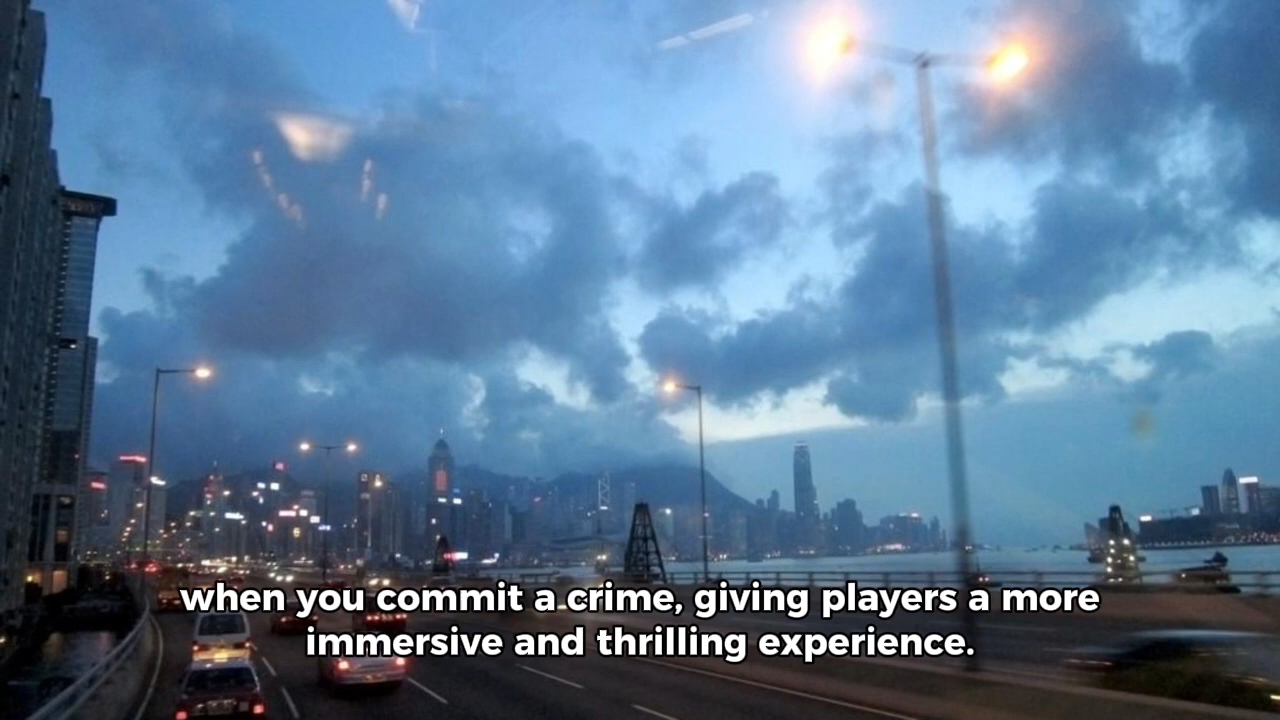 when you commit a crime, giving players a more
immersive and thrilling experience.